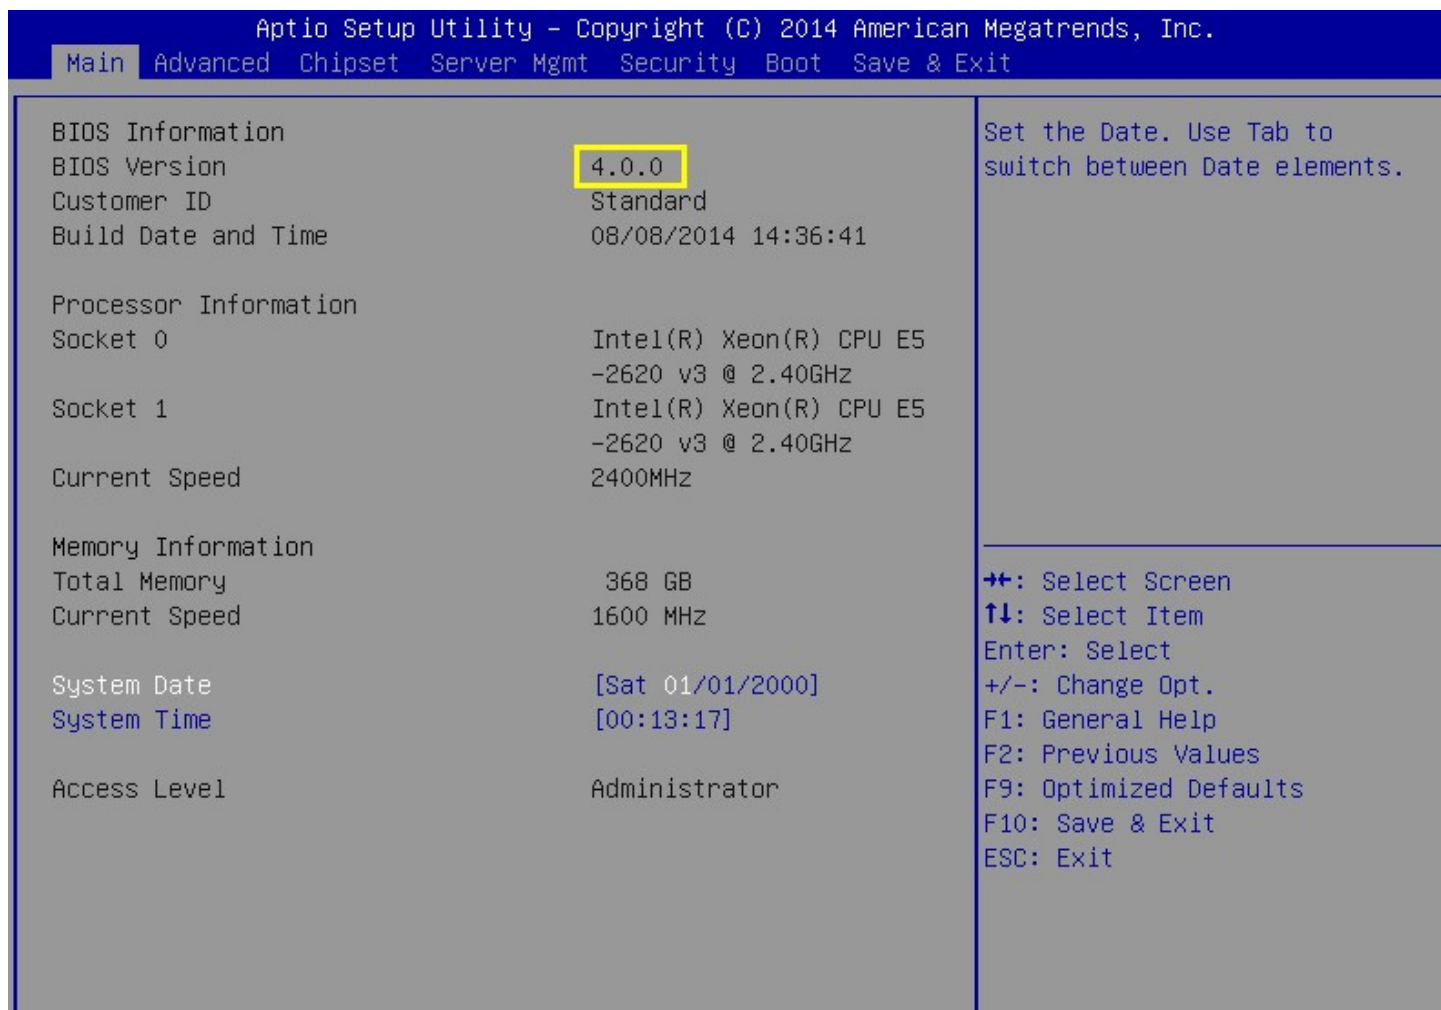 Aptio Setup Utility – Copyright (C) 2014 American Megatrends, Inc.
Main Advanced Chipset Server Mgmt Security Boot Save & Exit
BIOS Information
BIOS Version 4.0.0
Customer ID Standard
Build Date and Time 08/08/2014 14:36:41
Processor Information
Socket 0 Intel(R) Xeon(R) CPU E5
-2620 v3 @ 2.40GHz
Socket 1 Intel(R) Xeon(R) CPU E5
-2620 v3 @ 2.40GHz
Current Speed 2400MHz
Memory Information
Total Memory 368 GB
Current Speed 1600 MHz
System Date [Sat 01/01/2000]
System Time [00:13:17]
Access Level Administrator
Set the Date. Use Tab to
switch between Date elements.
→←: Select Screen
↑↓: Select Item
Enter: Select
+/-: Change Opt.
F1: General Help
F2: Previous Values
F9: Optimized Defaults
F10: Save & Exit
ESC: Exit